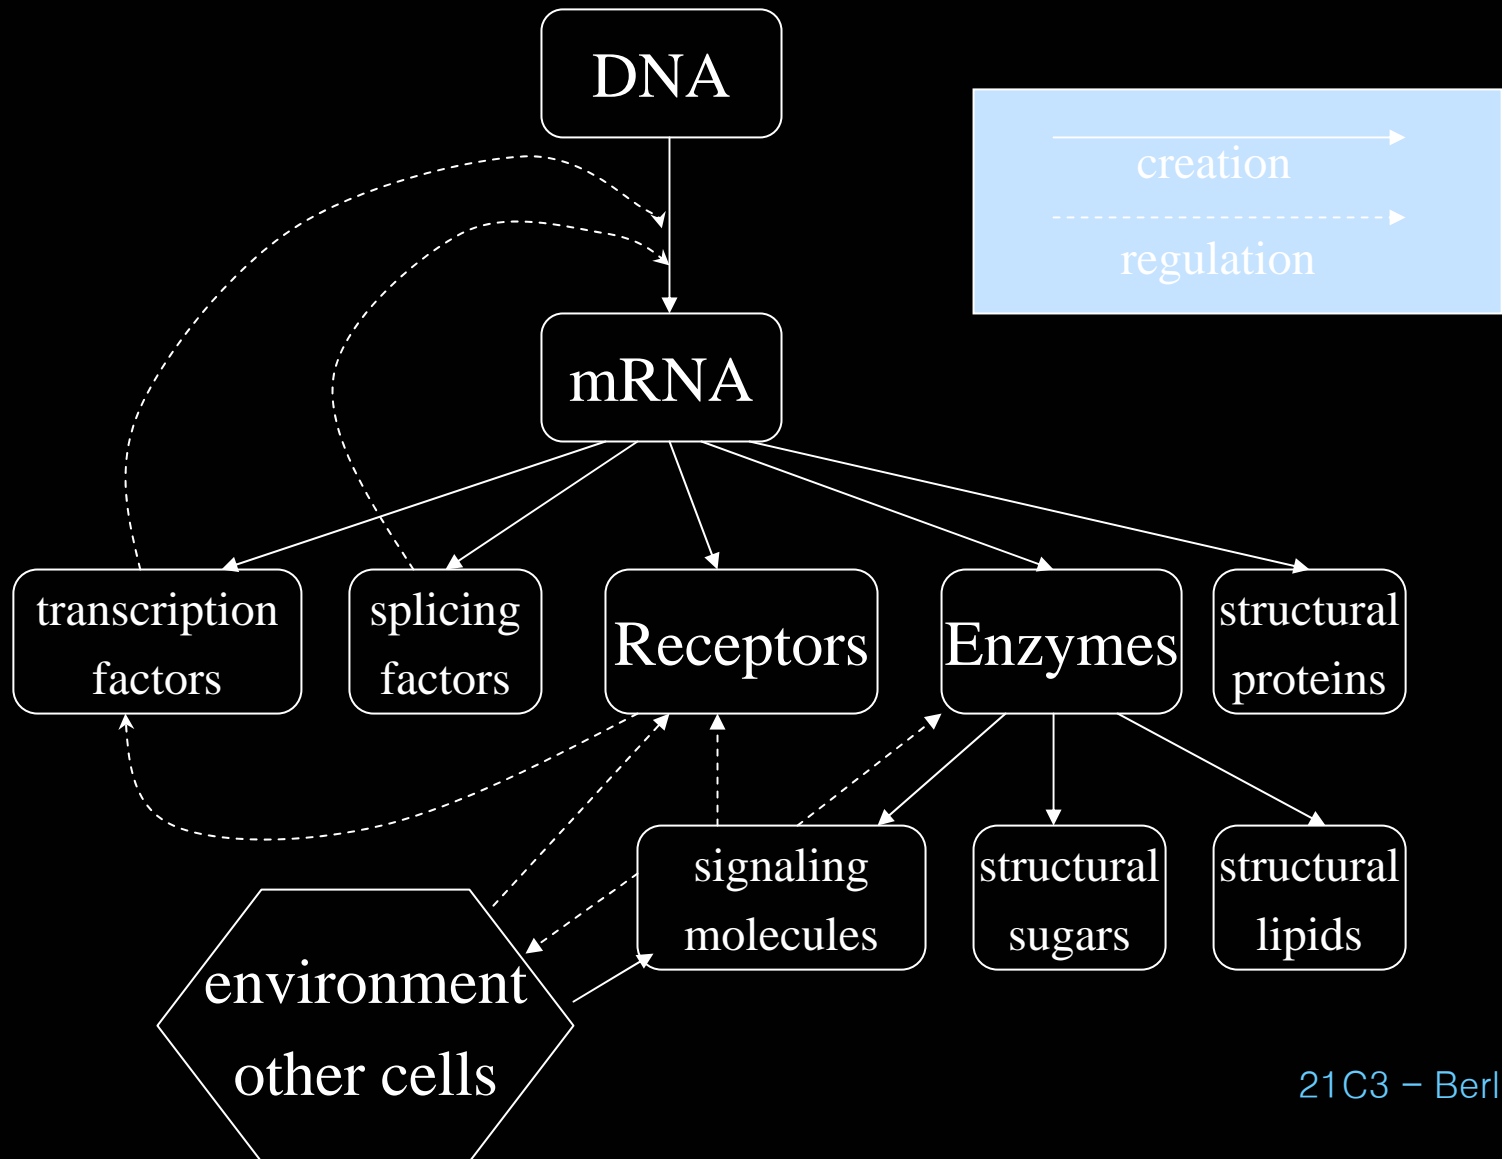 DNA
creation
regulation
mRNA
transcription
factors
splicing
factors
Receptors
Enzymes
structural
proteins
signaling
molecules
structural
sugars
structural
lipids
environment
other cells
21C3 – Berl